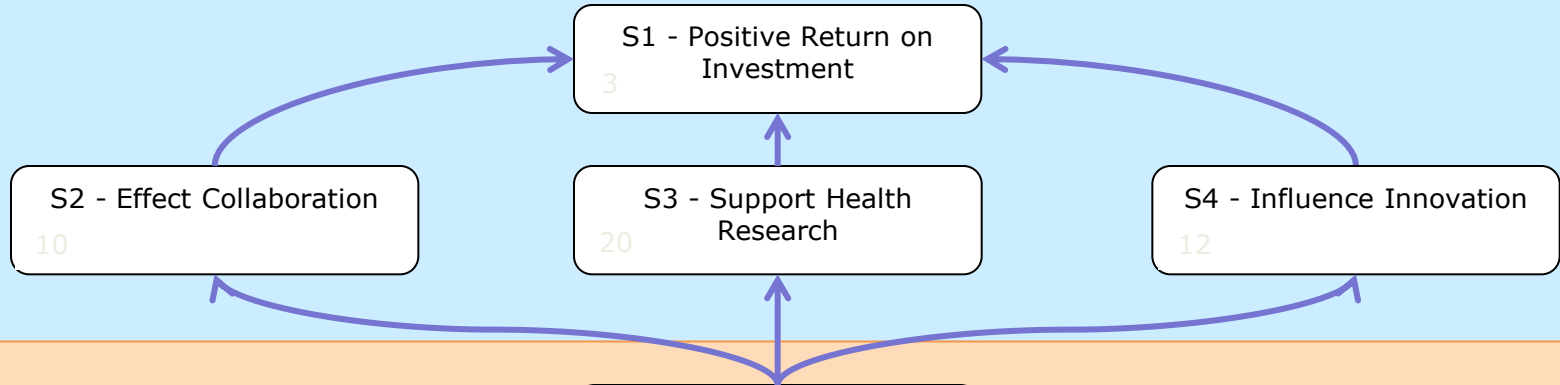 S1 - Positive Return on
Investment
3
S2 - Effect Collaboration
10
S3 - Support Health
Research
20
S4 - Influence Innovation
12